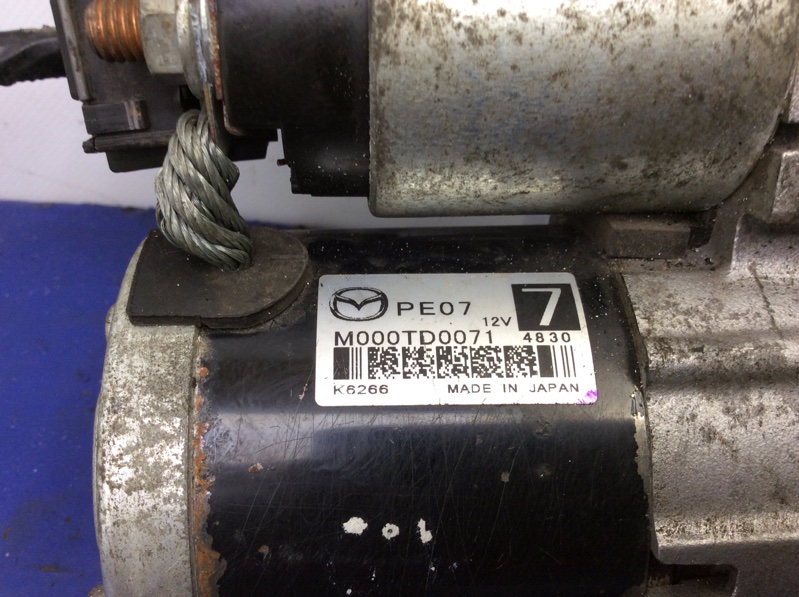 PE07
12V
7
M000TD0071
4830
K6266
MADE IN JAPAN